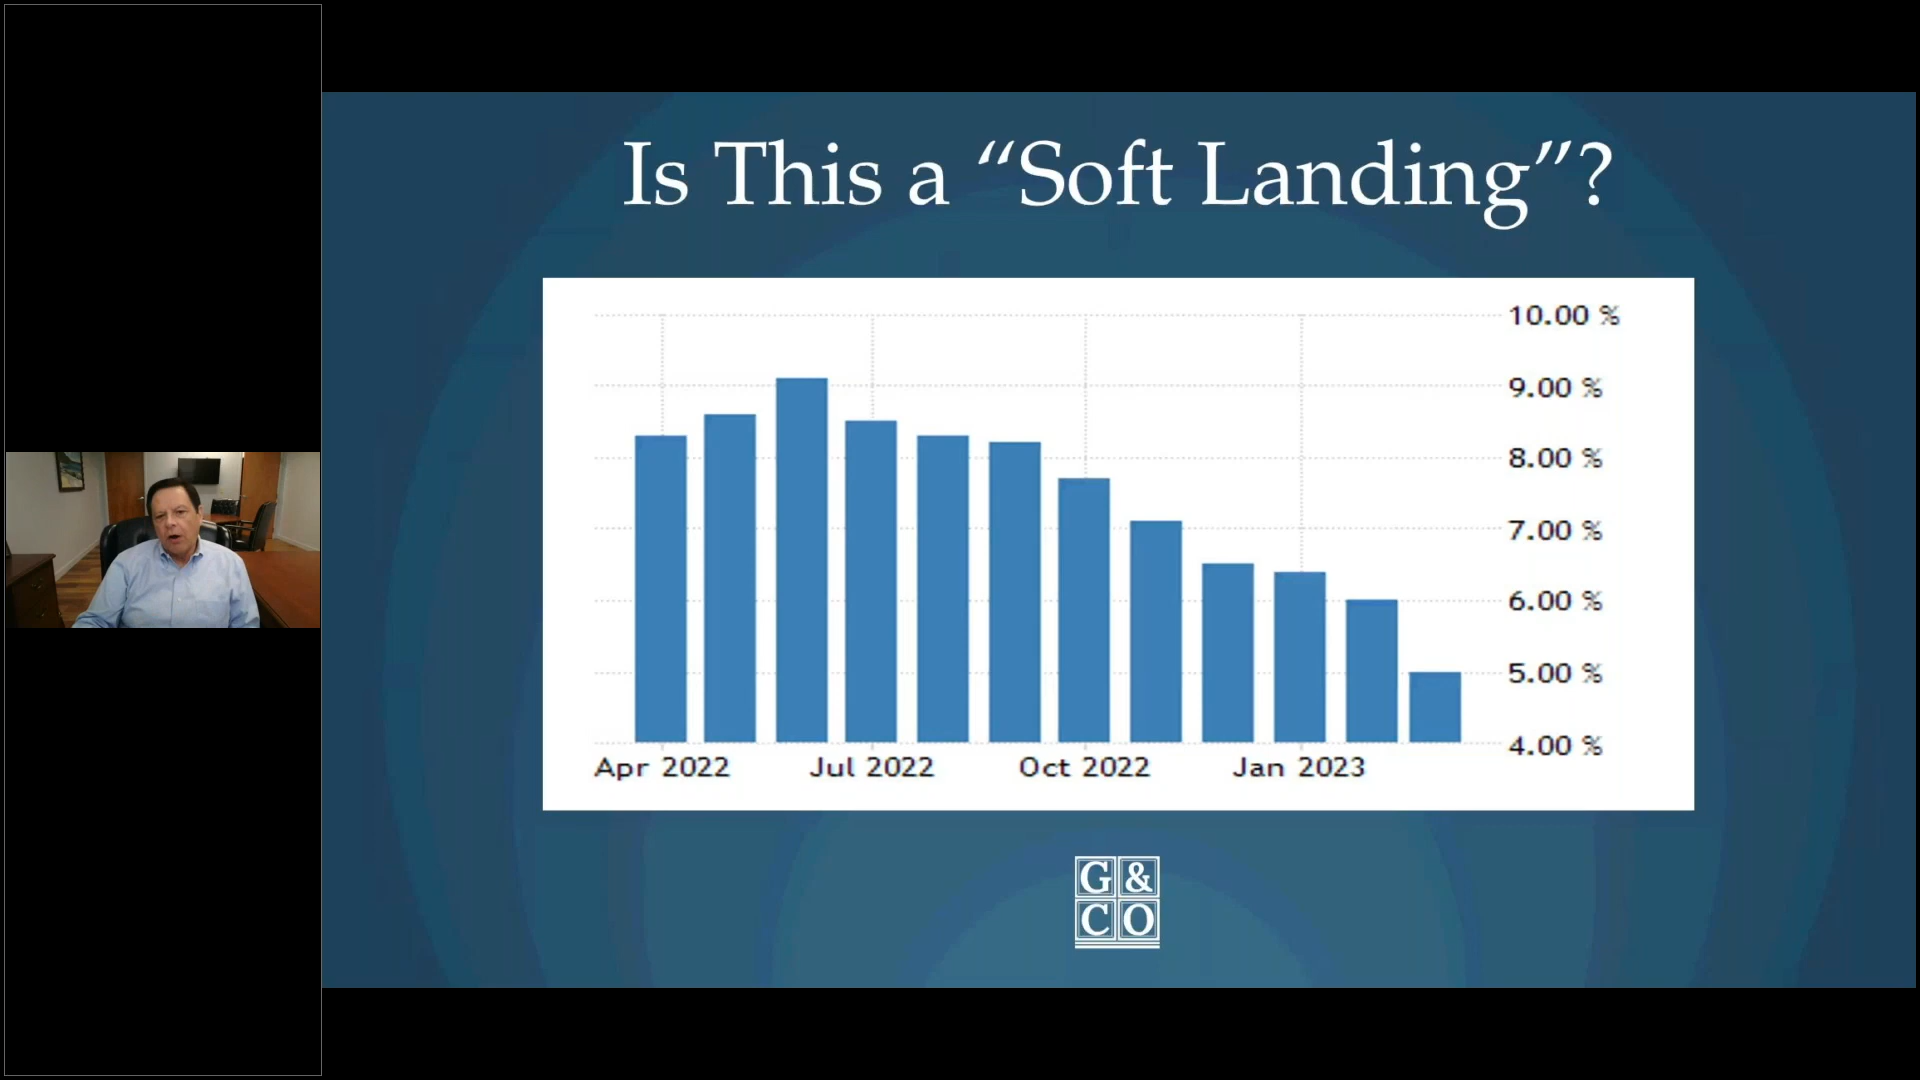 Is This a “Soft Landing”?
10.00 %
9.00 %
8.00 %
7.00 %
6.00 %
5.00 %
4.00 %
Apr 2022 Jul 2022 Oct 2022 Jan 2023
G&
CO